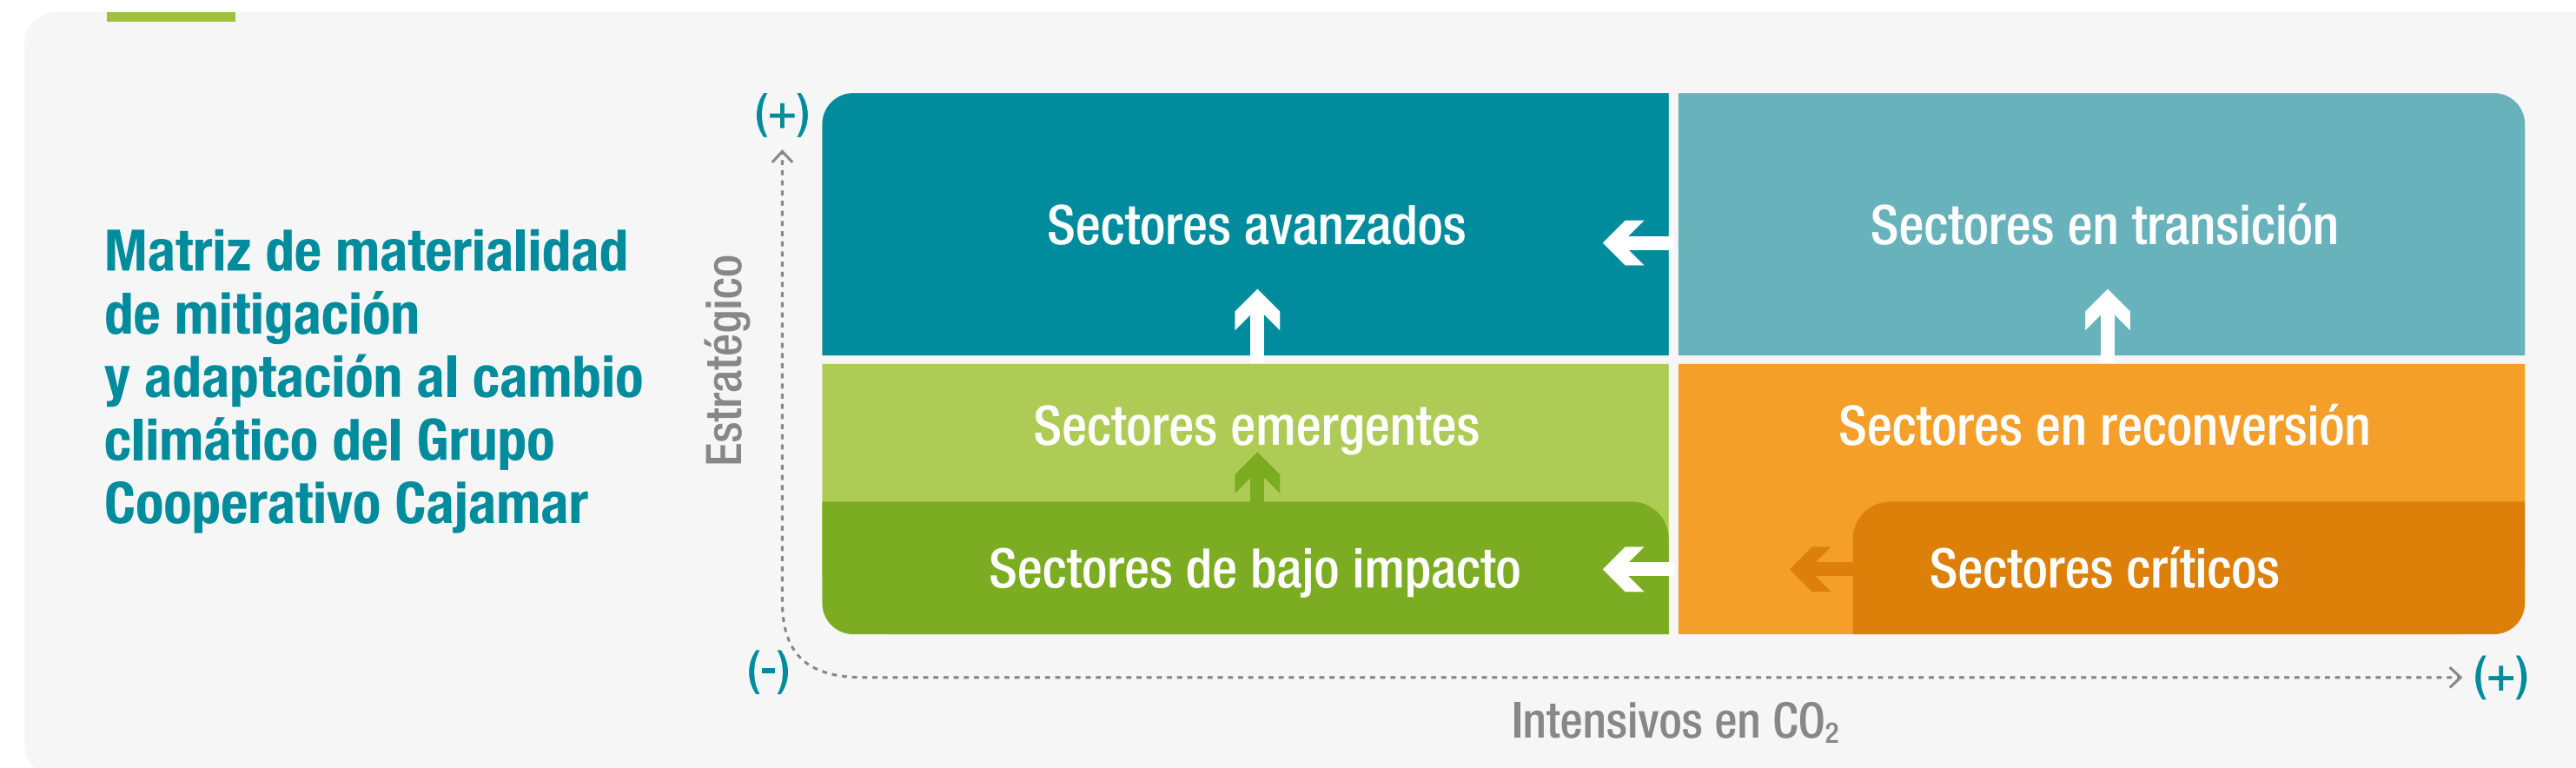 Matriz de materialidad
de mitigación
y adaptación al cambio
climático del Grupo
Cooperativo Cajamar
(+)
Estratégico
(-)
Sectores avanzados
Sectores en transición
Sectores emergentes
Sectores en reconversión
Sectores de bajo impacto
Sectores críticos
(+)
Intensivos en CO₂